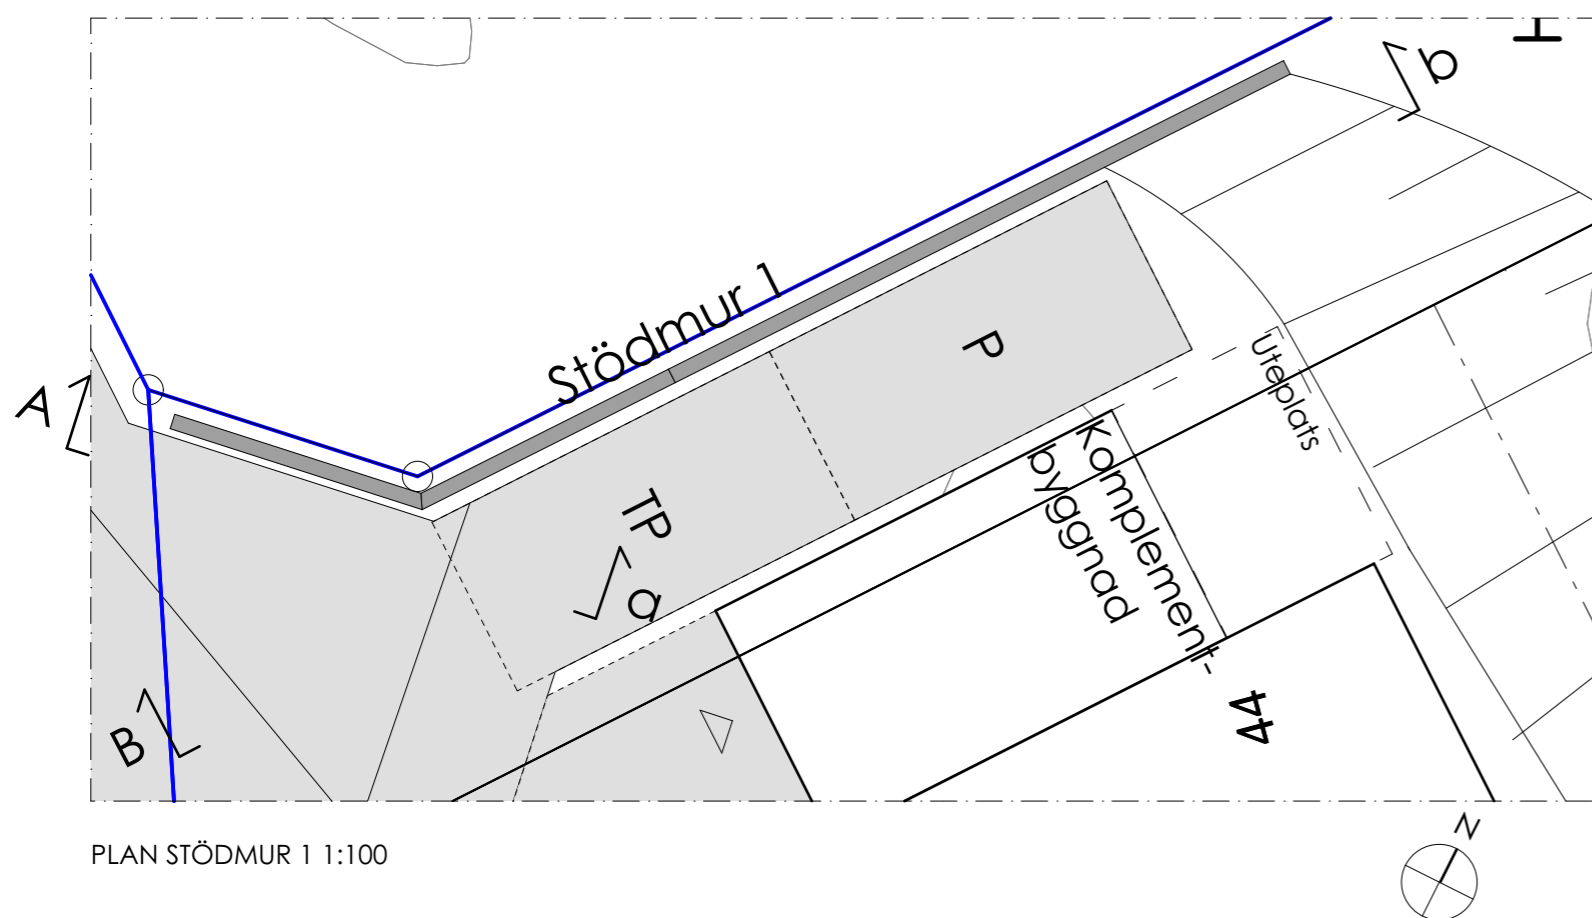 b
A
Stödmur 1
P
Uteplats
TP
a
Komplement-
byggnad
B
44
PLAN STÖDMUR 1 1:100
N